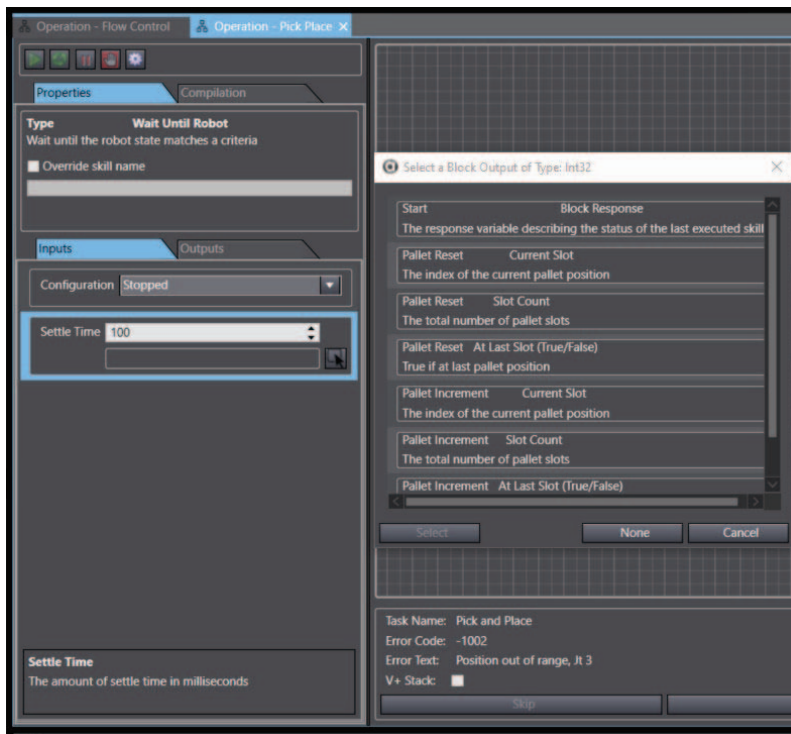 Operation - Flow Control
Operation - Pick Place
Properties
Compilation
Type Wait Until Robot
Wait until the robot state matches a criteria
Override skill name
Inputs
Outputs
Configuration Stopped
Settle Time 100
Settle Time
The amount of settle time in milliseconds
Select a Block Output of Type: Int32
Start Block Response
The response variable describing the status of the last executed skill
Pallet Reset Current Slot
The index of the current pallet position
Pallet Reset Slot Count
The total number of pallet slots
Pallet Reset At Last Slot (True/False)
True if at last pallet position
Pallet Increment Current Slot
The index of the current pallet position
Pallet Increment Slot Count
The total number of pallet slots
Pallet Increment At Last Slot (True/False)
Select None Cancel
Task Name: Pick and Place
Error Code: -1002
Error Text: Position out of range, Jt 3
V+ Stack:
Skip